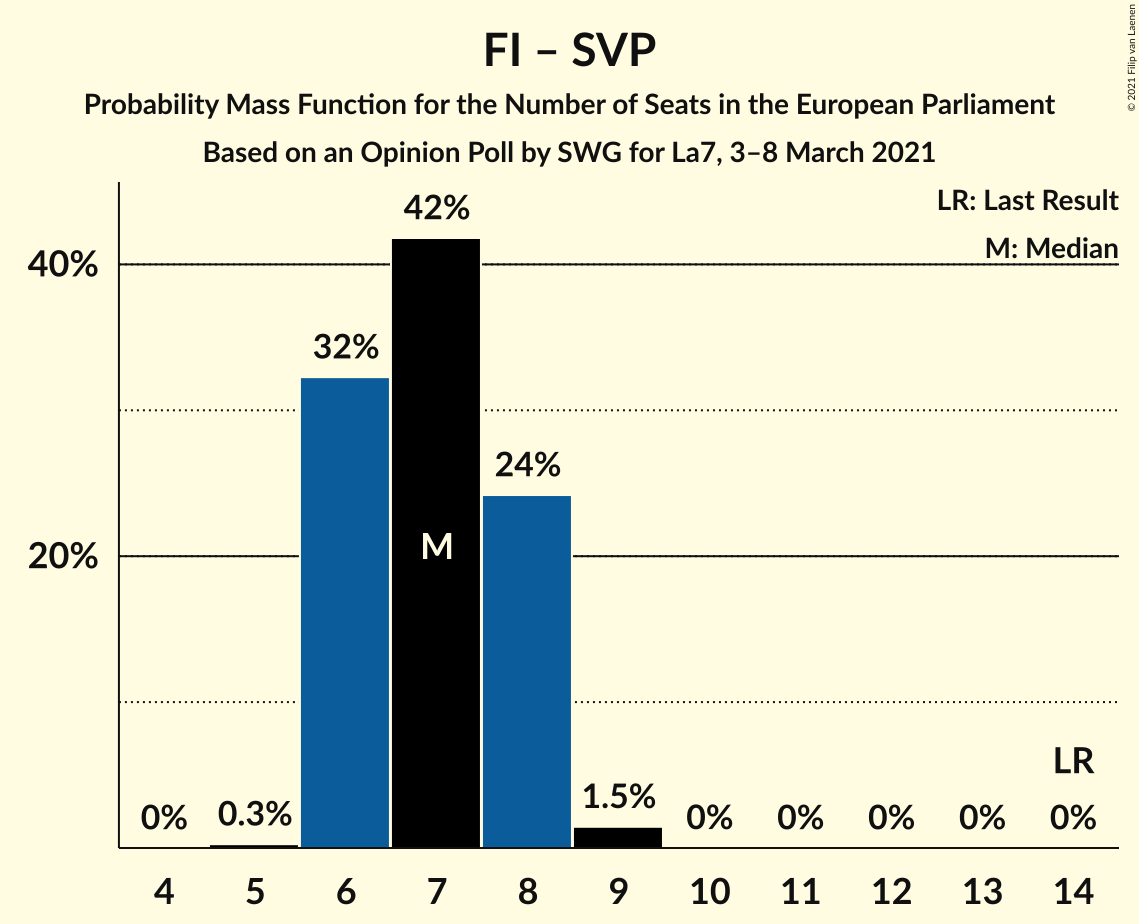 FI – SVP
Probability Mass Function for the Number of Seats in the European Parliament
Based on an Opinion Poll by SWG for La7, 3–8 March 2021
© 2021 Filip van Laenen
LR: Last Result
M: Median
40%
20%
0%
0.3%
32%
42%
M
24%
1.5%
0%
0%
0%
0%
LR
0%
4 5 6 7 8 9 10 11 12 13 14